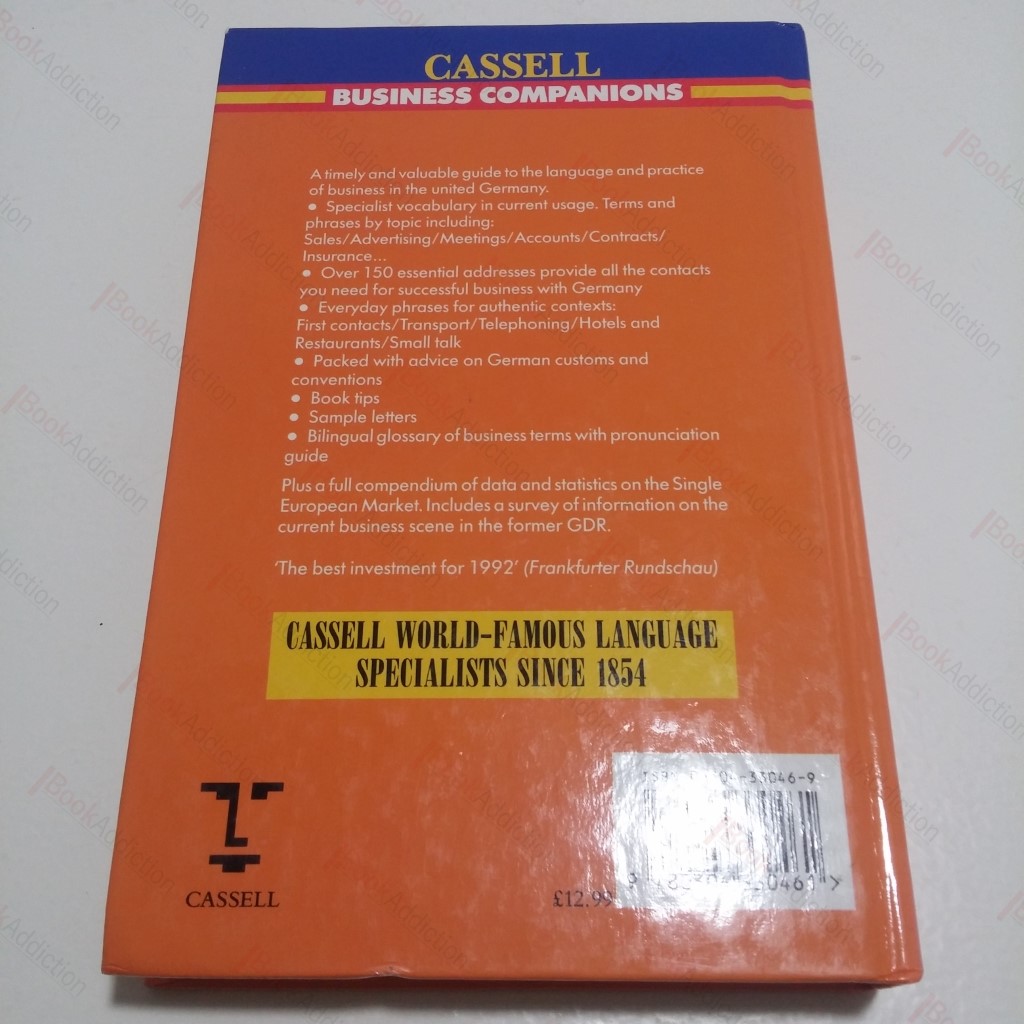 CASSELL
BUSINESS COMPANIONS
A timely and valuable guide to the language and practice
of business in the united Germany.
• Specialist vocabulary in current usage. Terms and
phrases by topic including:
Sales/Advertising/Meetings/Accounts/Contracts/
Insurance...
• Over 150 essential addresses provide all the contacts
you need for successful business with Germany
• Everyday phrases for authentic contexts:
First contacts/Transport/Telephoning/Hotels and
Restaurants/Small talk
• Packed with advice on German customs and
conventions
• Book tips
• Sample letters
• Bilingual glossary of business terms with pronunciation
guide
Plus a full compendium of data and statistics on the Single
European Market. Includes a survey of information on the
current business scene in the former GDR.
'The best investment for 1992' (Frankfurter Rundschau)
CASSELL WORLD-FAMOUS LANGUAGE
SPECIALISTS SINCE 1854
CASSELL
£12.99
BookAddiction